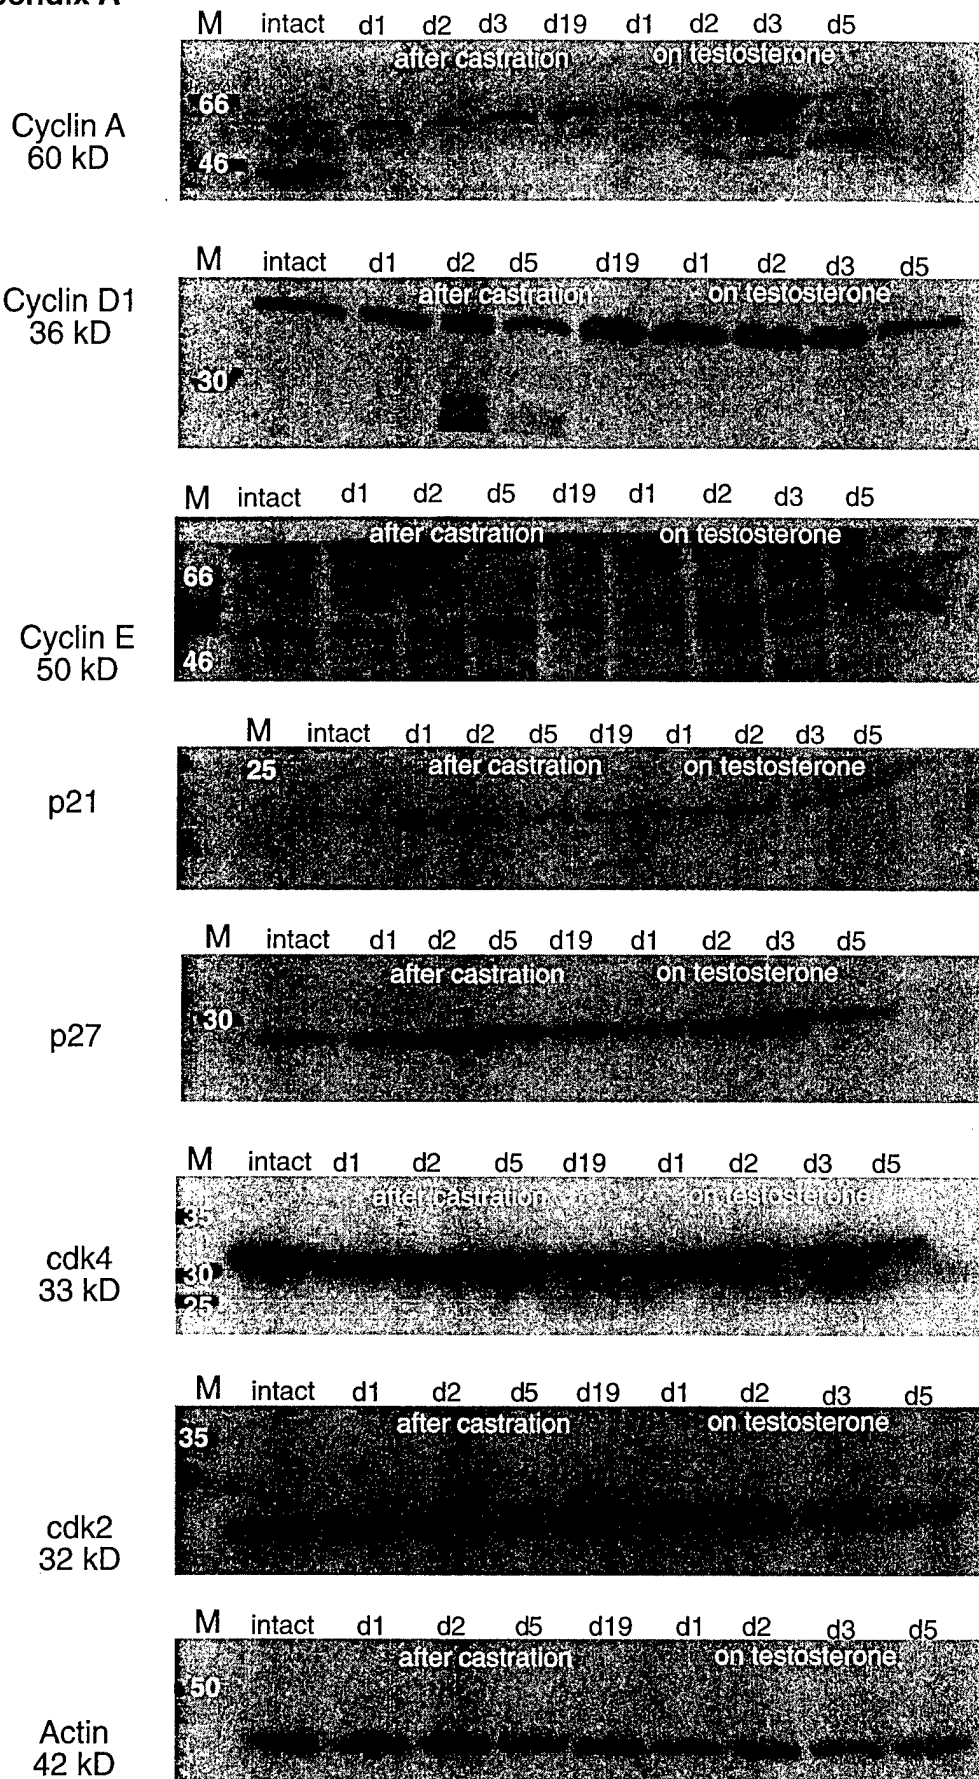 M intact d1 d2 d3 d19 d1 d2 d3 d5
after castration on testosterone
66
Cyclin A
60 kD
46
M intact d1 d2 d5 d19 d1 d2 d3 d5
after castration on testosterone
Cyclin D1
36 kD
30
M intact d1 d2 d5 d19 d1 d2 d3 d5
after castration on testosterone
66
Cyclin E
50 kD
46
M intact d1 d2 d5 d19 d1 d2 d3 d5
25 after castration on testosterone
p21
M intact d1 d2 d5 d19 d1 d2 d3 d5
after castration on testosterone
30
p27
M intact d1 d2 d5 d19 d1 d2 d3 d5
after castration on testosterone
35
cdk4
33 kD
30
25
M intact d1 d2 d5 d19 d1 d2 d3 d5
after castration on testosterone
35
cdk2
32 kD
M intact d1 d2 d5 d19 d1 d2 d3 d5
after castration on testosterone
50
Actin
42 kD